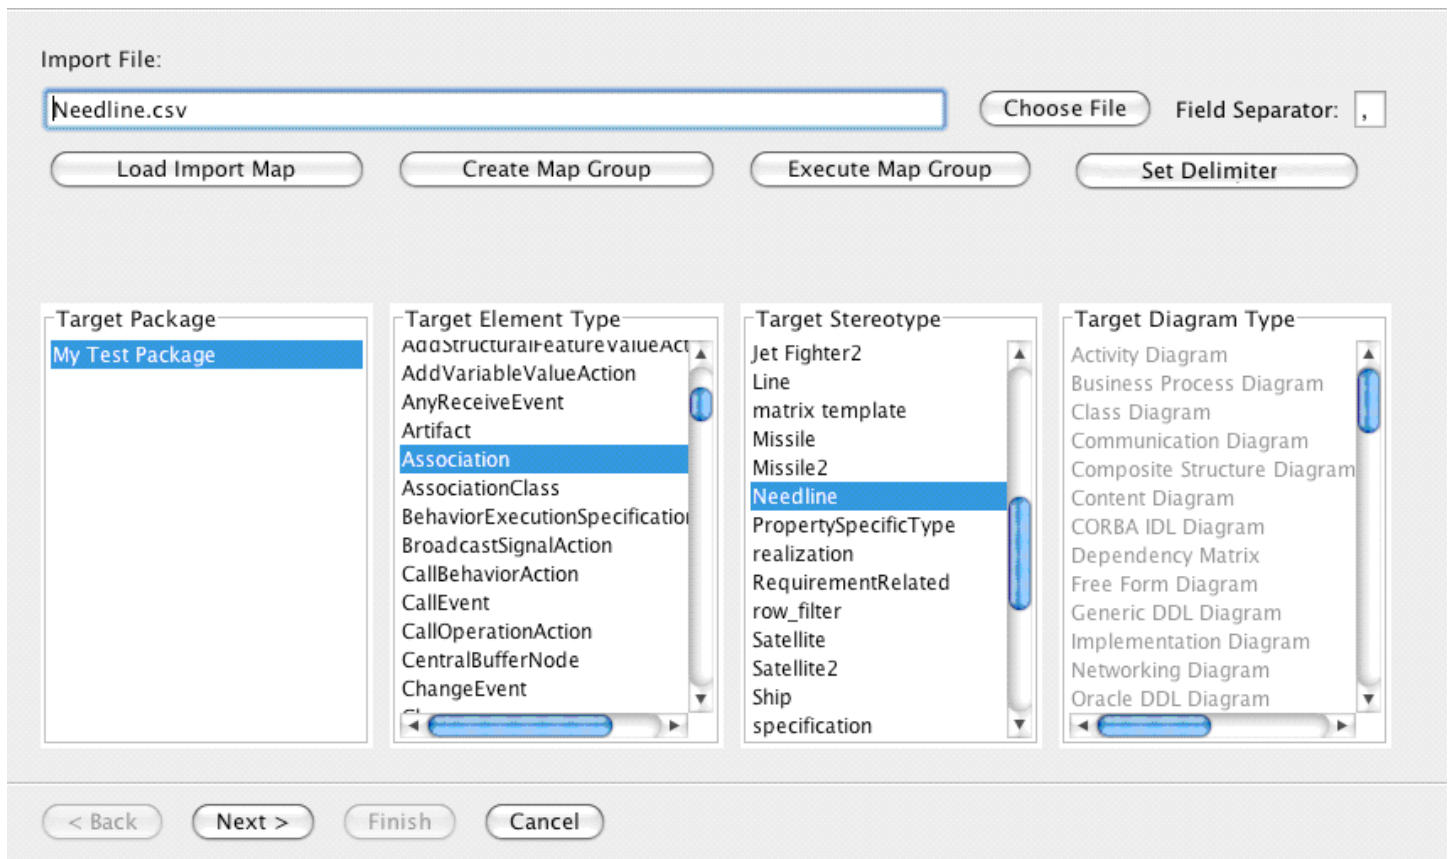 Import File:
Needline.csv
Choose File
Field Separator:
,
Load Import Map
Create Map Group
Execute Map Group
Set Delimiter
Target Package
My Test Package
Target Element Type
AddStructuralFeatureValueAct
AddVariableValueAction
AnyReceiveEvent
Artifact
Association
AssociationClass
BehaviorExecutionSpecification
BroadcastSignalAction
CallBehaviorAction
CallEvent
CallOperationAction
CentralBufferNode
ChangeEvent
Target Stereotype
Jet Fighter2
Line
matrix template
Missile
Missile2
Needline
PropertySpecificType
realization
RequirementRelated
row_filter
Satellite
Satellite2
Ship
specification
Target Diagram Type
Activity Diagram
Business Process Diagram
Class Diagram
Communication Diagram
Composite Structure Diagram
Content Diagram
CORBA IDL Diagram
Dependency Matrix
Free Form Diagram
Generic DDL Diagram
Implementation Diagram
Networking Diagram
Oracle DDL Diagram
< Back
Next >
Finish
Cancel